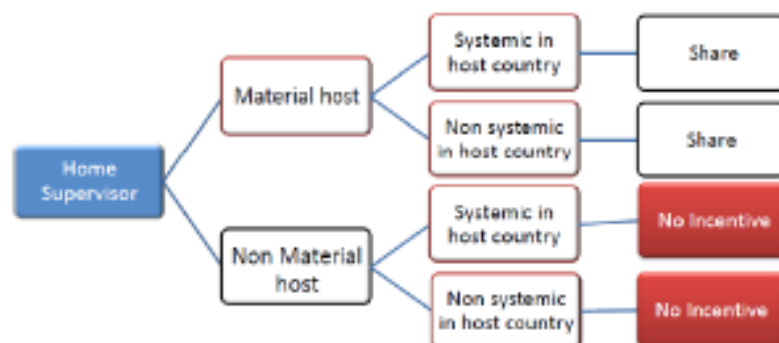 Home
Supervisor
Material host
Systemic in
host country
Share
Non systemic
in host country
Share
Non Material
host
Systemic in
host country
No Incentive
Non systemic
in host country
No Incentive